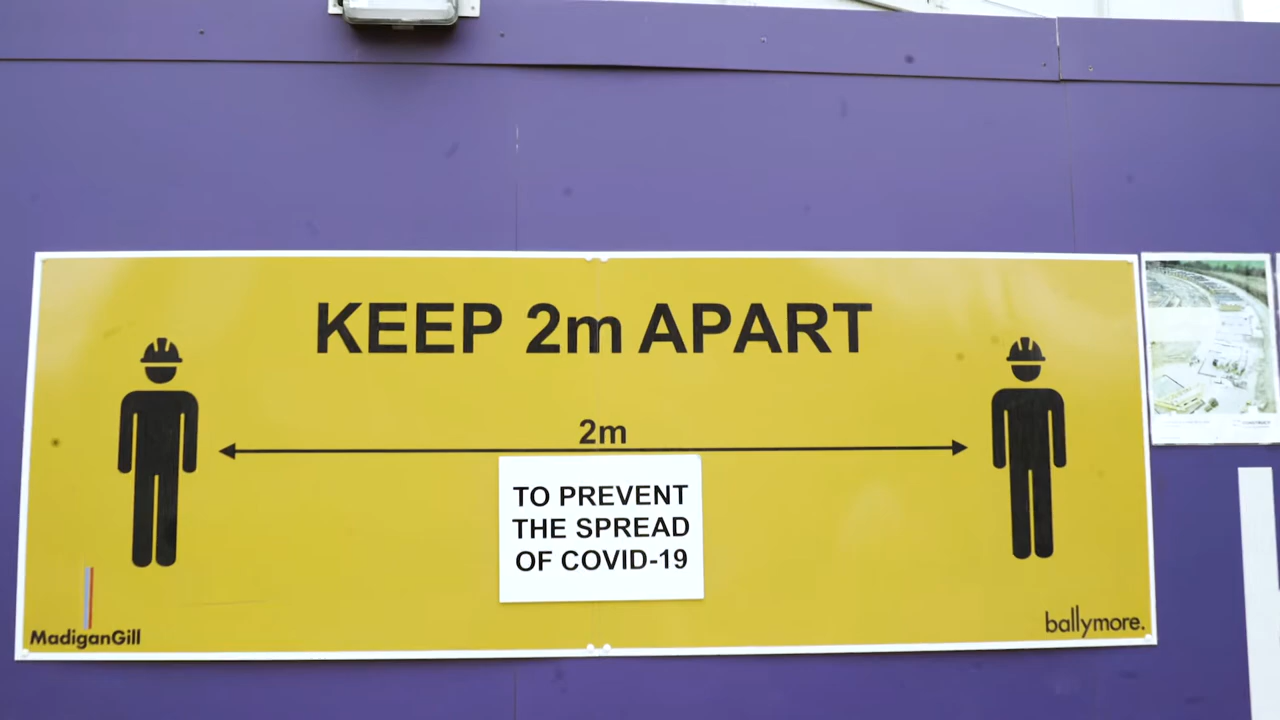 KEEP 2m APART
2m
TO PREVENT
THE SPREAD
OF COVID-19
MadiganGill
ballymore.